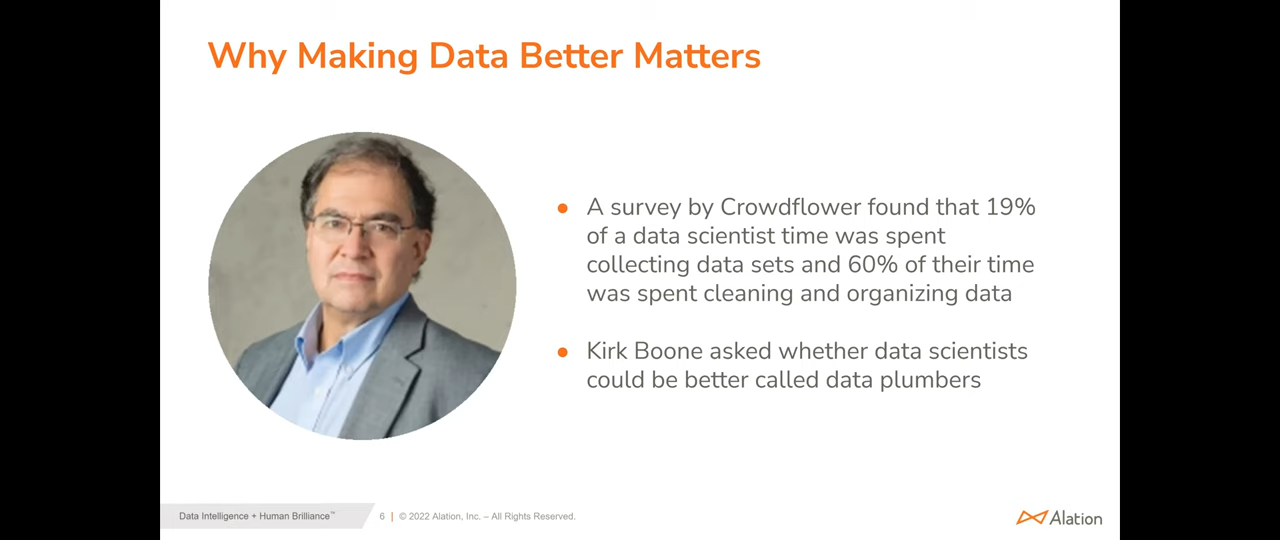 Why Making Data Better Matters
A survey by Crowdflower found that 19%
of a data scientist time was spent
collecting data sets and 60% of their time
was spent cleaning and organizing data
Kirk Boone asked whether data scientists
could be better called data plumbers
Data Intelligence + Human Brilliance™
6 | © 2022 Alation, Inc. – All Rights Reserved.
Alation